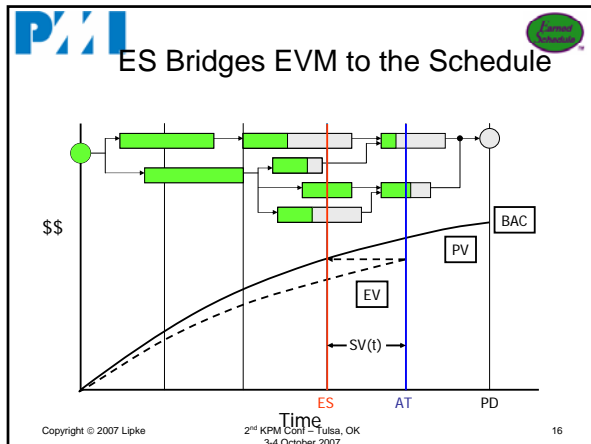 PMI
Earned
Schedule
TM
ES Bridges EVM to the Schedule
$$
BAC
PV
EV
SV(t)
ES
AT
PD
Time
Copyright © 2007 Lipke
2nd KPM Conf – Tulsa, OK
3-4 October 2007
16